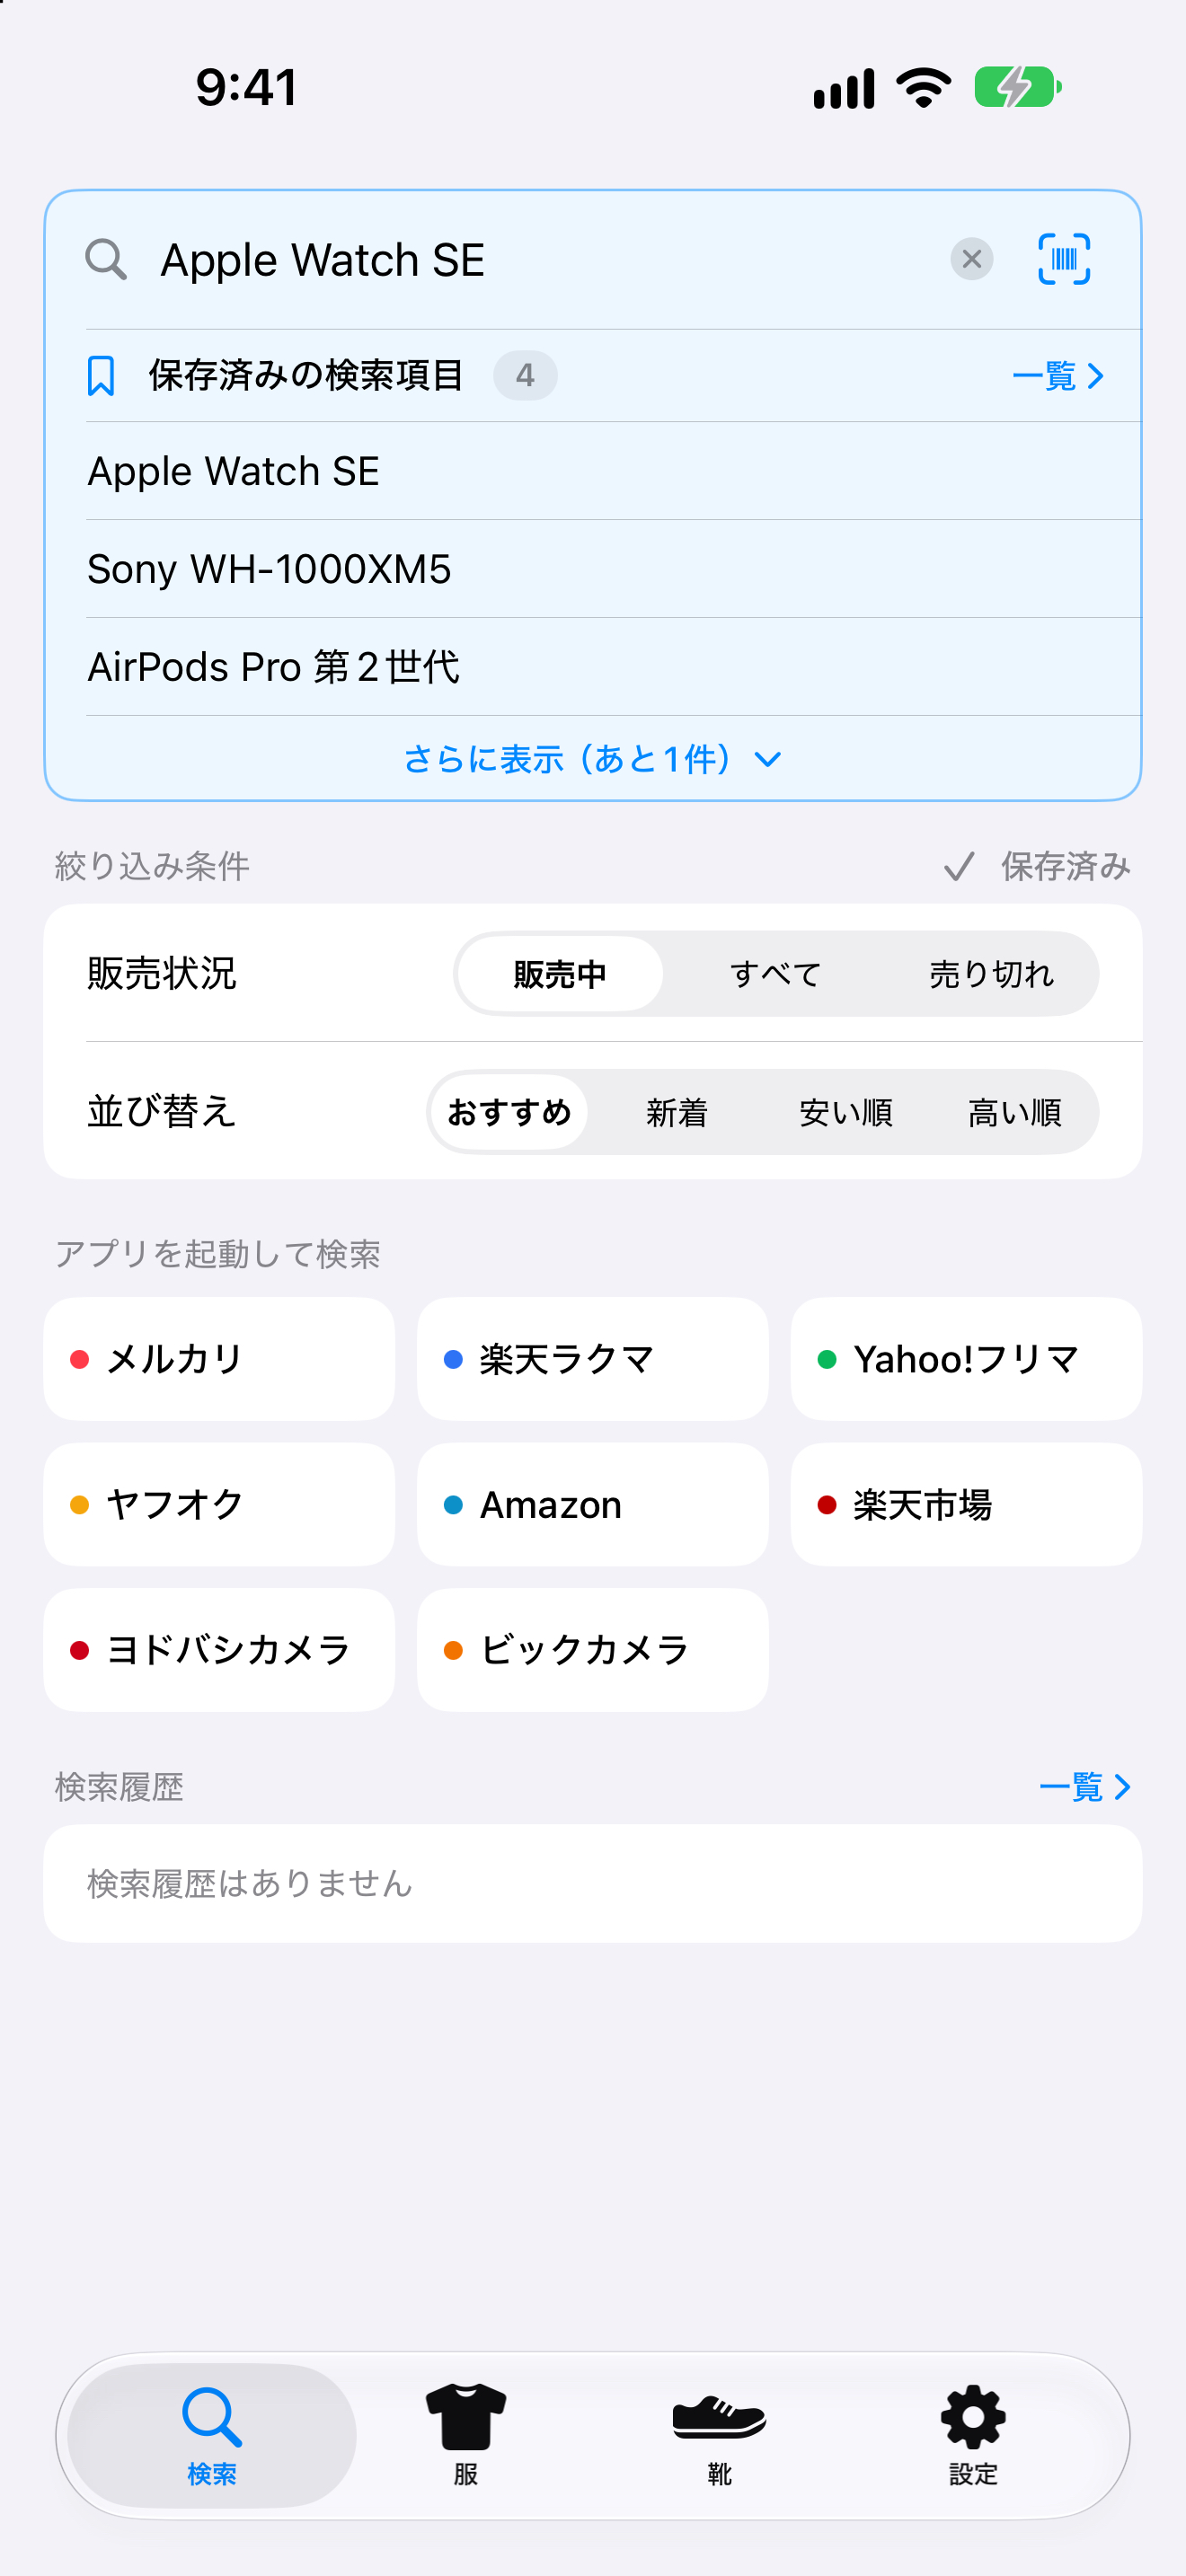 9:41
Apple Watch SE
保存済みの検索項目 4 一覧
Apple Watch SE
Sony WH-1000XM5
AirPods Pro 第2世代
さらに表示（あと1件）
絞り込み条件 保存済み
販売状況 販売中 すべて 売り切れ
並び替え おすすめ 新着 安い順 高い順
アプリを起動して検索
メルカリ 楽天ラクマ Yahoo!フリマ
ヤフオク Amazon 楽天市場
ヨドバシカメラ ビックカメラ
検索履歴 一覧
検索履歴はありません
検索 服 靴 設定